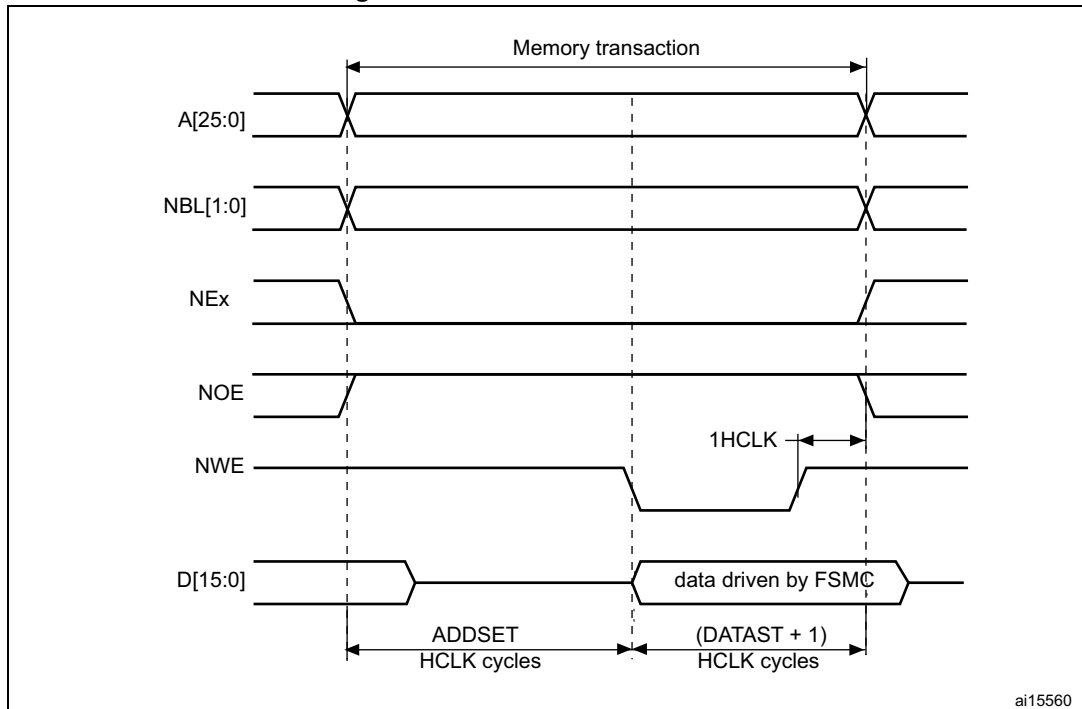 Memory transaction
A[25:0]
NBL[1:0]
NEx
NOE
1HCLK
NWE
D[15:0]
data driven by FSMC
ADDSET
HCLK cycles
(DATAST + 1)
HCLK cycles
ai15560